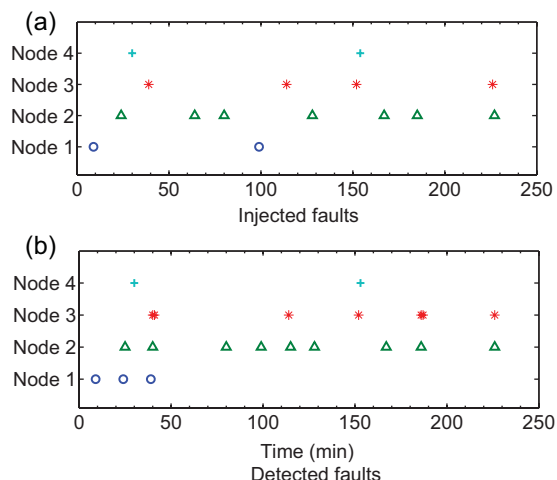 (a)
Node 4
Node 3
Node 2
Node 1
0 50 100 150 200 250
Injected faults
(b)
Node 4
Node 3
Node 2
Node 1
0 50 100 150 200 250
Time (min)
Detected faults